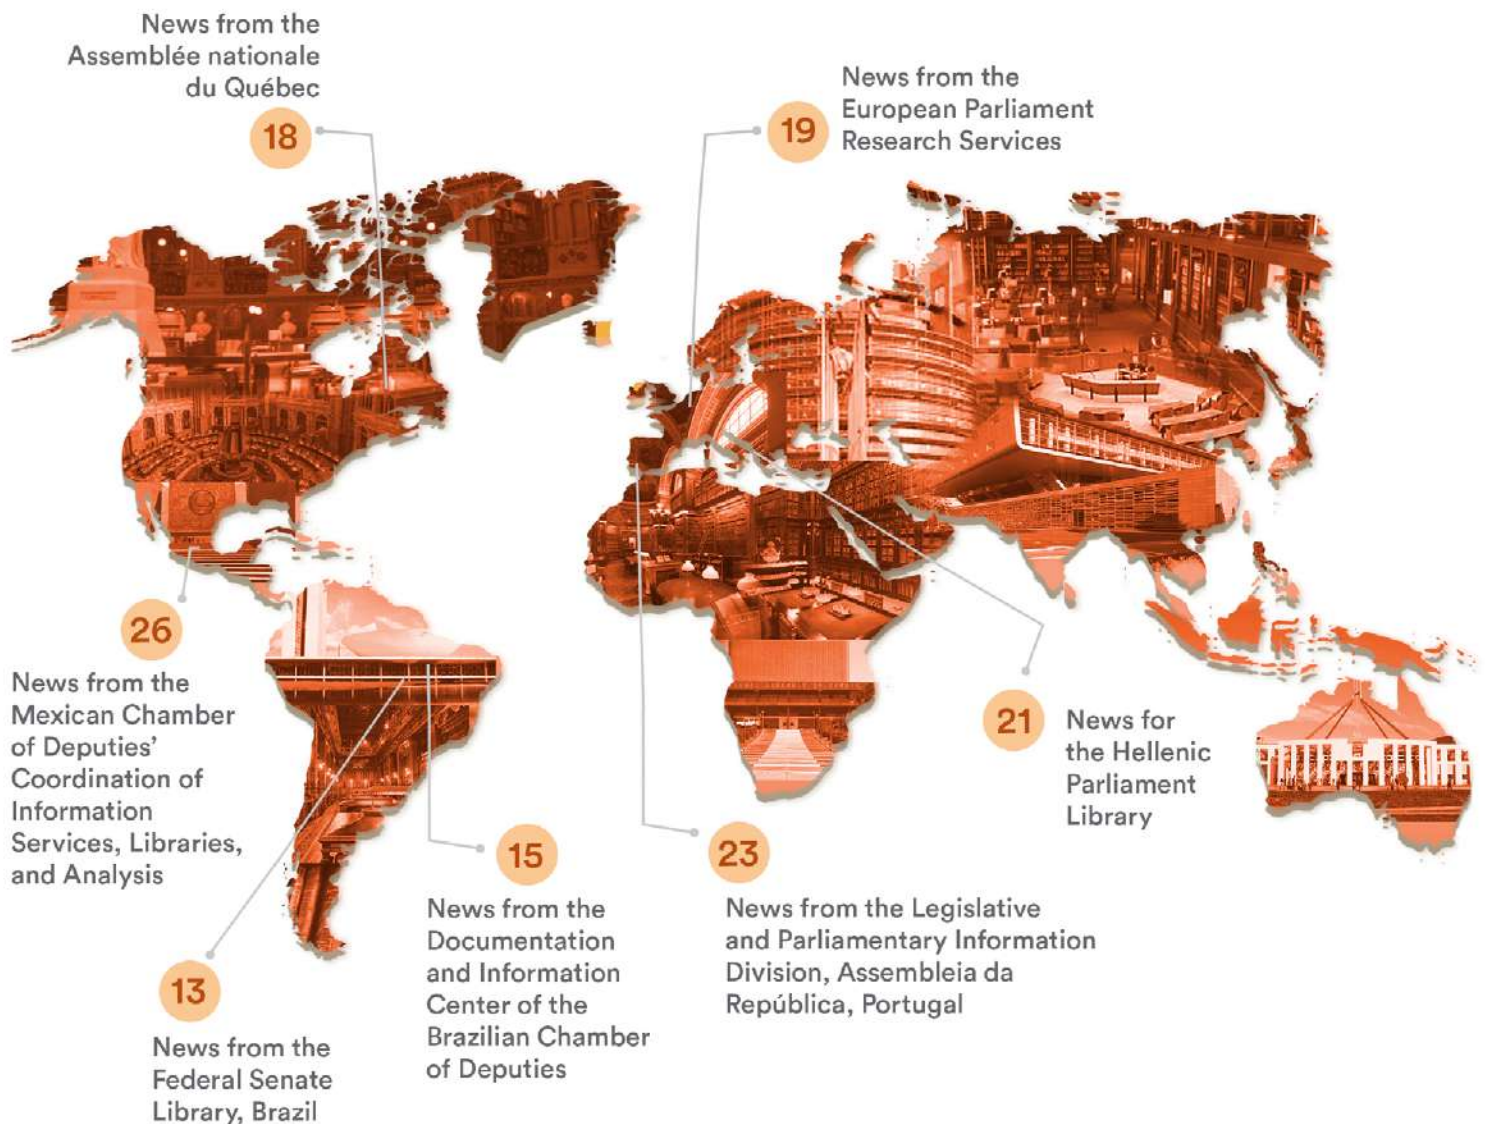 News from the
Assemblée nationale
du Québec
18
19
News from the
European Parliament
Research Services
26
News from the
Mexican Chamber
of Deputies’
Coordination of
Information
Services, Libraries,
and Analysis
21
News for
the Hellenic
Parliament
Library
15
News from the
Documentation
and Information
Center of the
Brazilian Chamber
of Deputies
23
News from the Legislative
and Parliamentary Information
Division, Assembleia da
República, Portugal
13
News from the
Federal Senate
Library, Brazil